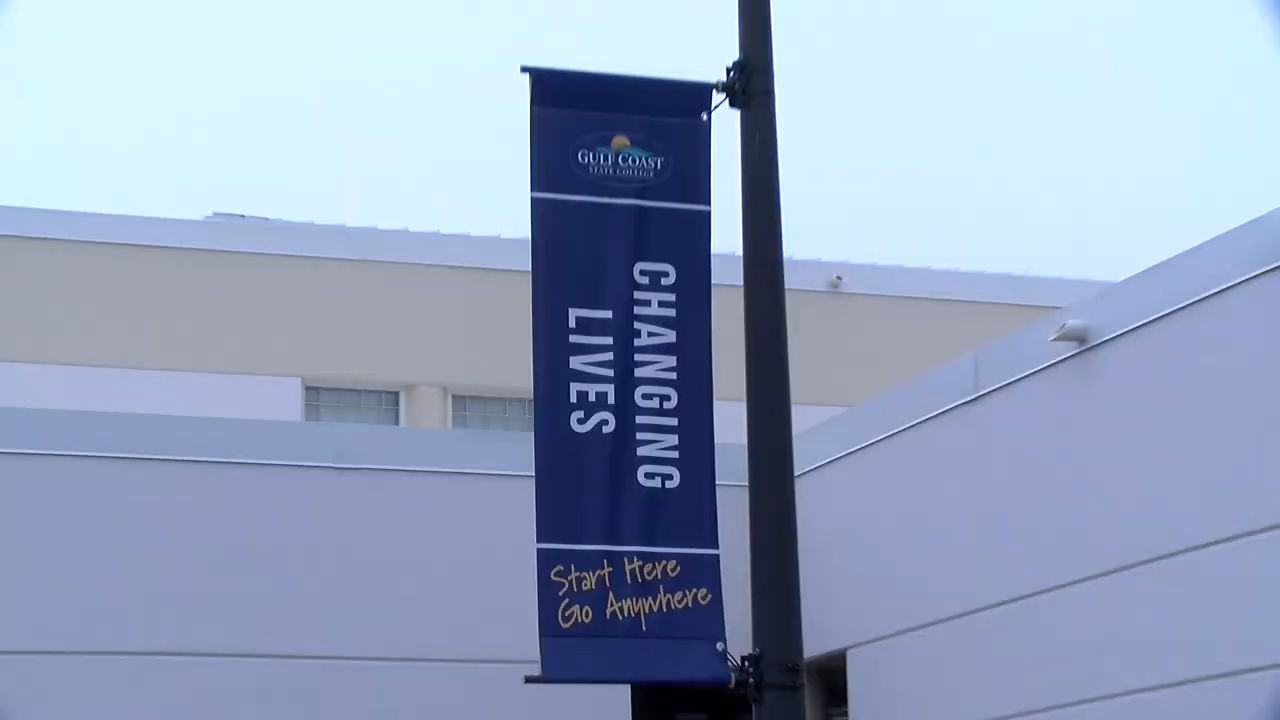 GULF COAST
STATE COLLEGE
CHANGING
LIVES
Start Here
Go Anywhere